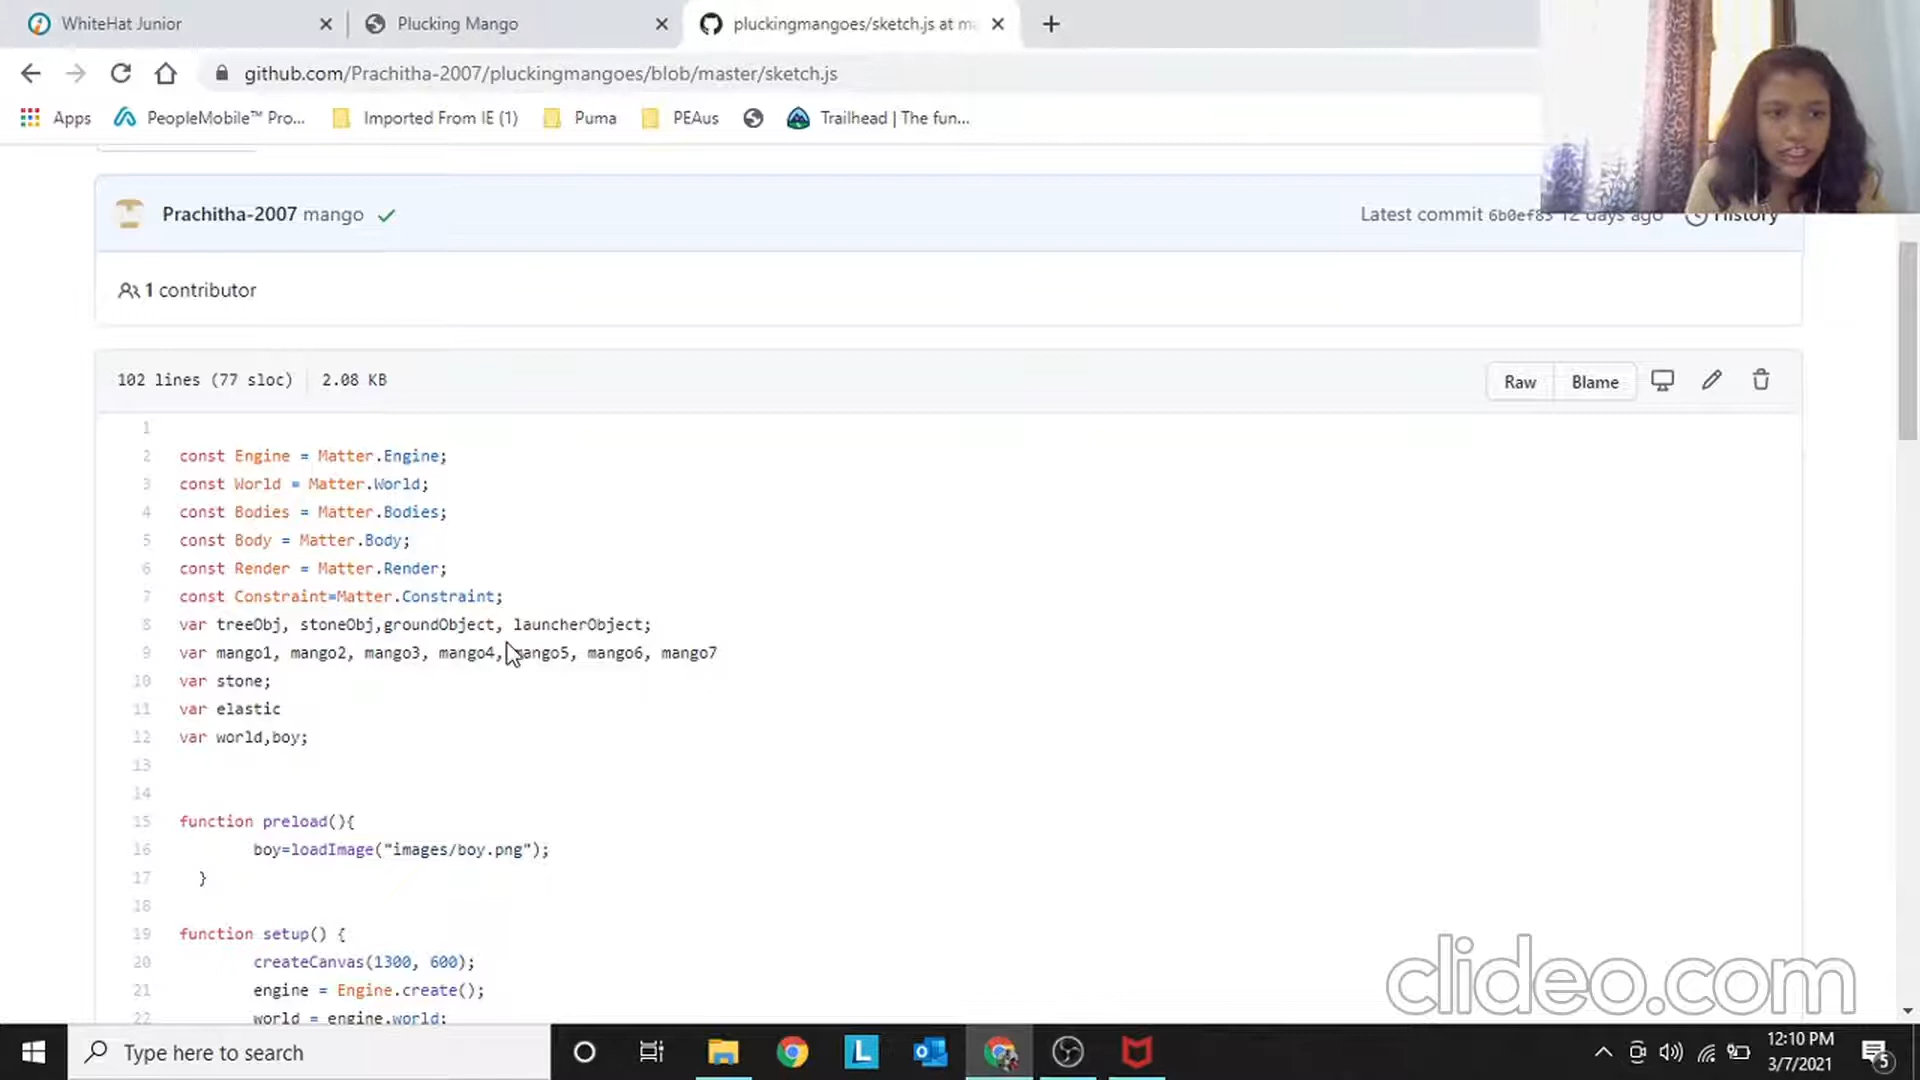 WhiteHat Junior
Plucking Mango
pluckingmangoes/sketch.js at ma
github.com/Prachitha-2007/pluckingmangoes/blob/master/sketch.js
Apps
PeopleMobile™ Pro...
Imported From IE (1)
Puma
PEAus
Trailhead | The fun...
Prachitha-2007 mango
Latest commit 6b0ef83 12 days ago
History
1 contributor
102 lines (77 sloc)
2.08 KB
Raw
Blame
1
2 const Engine = Matter.Engine;
3 const World = Matter.World;
4 const Bodies = Matter.Bodies;
5 const Body = Matter.Body;
6 const Render = Matter.Render;
7 const Constraint=Matter.Constraint;
8 var treeObj, stoneObj,groundObject, launcherObject;
9 var mango1, mango2, mango3, mango4, mango5, mango6, mango7
10 var stone;
11 var elastic
12 var world,boy;
13
14
15 function preload(){
16 boy=loadImage("images/boy.png");
17 }
18
19 function setup() {
20 createCanvas(1300, 600);
21 engine = Engine.create();
22 world = engine.world;
clideo.com
Type here to search
L
12:10 PM
3/7/2021
5